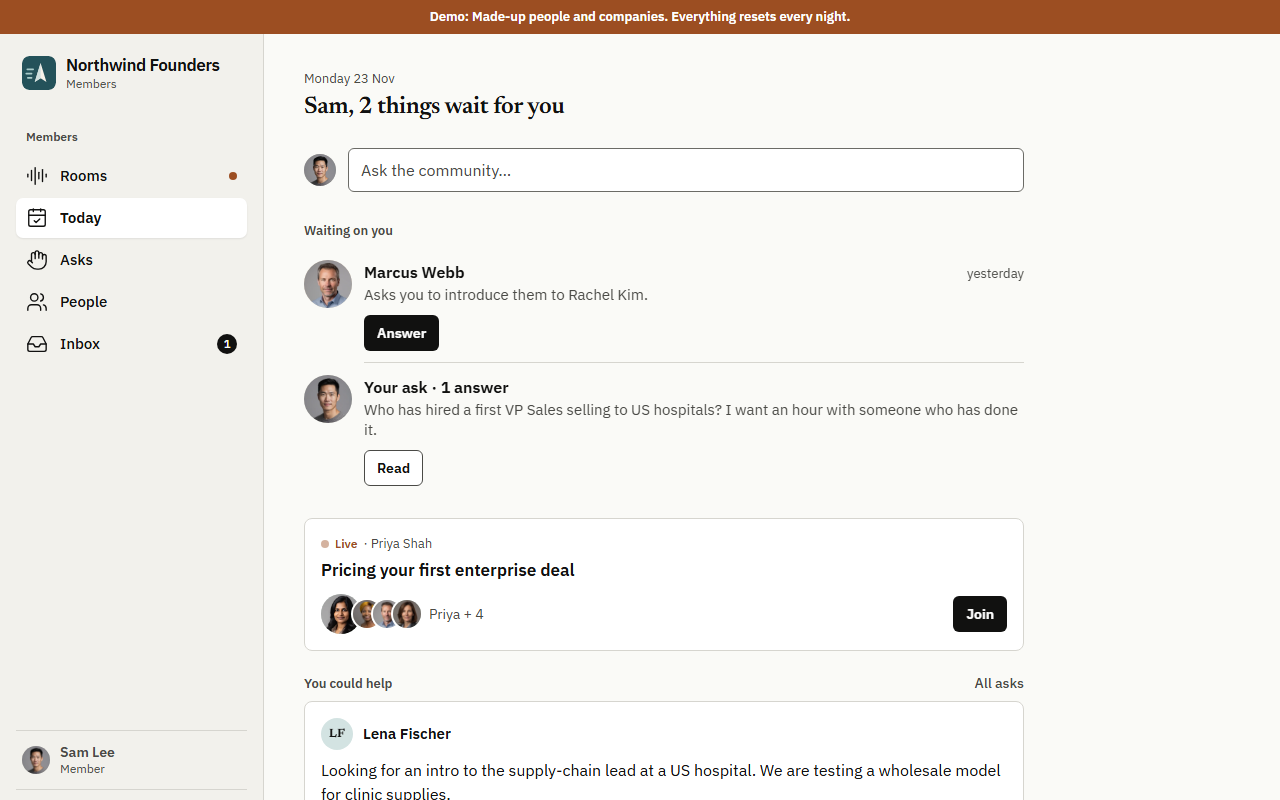 Demo: Made-up people and companies. Everything resets every night.
Northwind Founders
Members
Members
Rooms
Today
Asks
People
Inbox
1
Sam Lee
Member
Monday 23 Nov
Sam, 2 things wait for you
Ask the community...
Waiting on you
Marcus Webb
yesterday
Asks you to introduce them to Rachel Kim.
Answer
Your ask · 1 answer
Who has hired a first VP Sales selling to US hospitals? I want an hour with someone who has done
it.
Read
Live · Priya Shah
Pricing your first enterprise deal
Priya + 4
Join
You could help
All asks
LF
Lena Fischer
Looking for an intro to the supply-chain lead at a US hospital. We are testing a wholesale model
for clinic supplies.